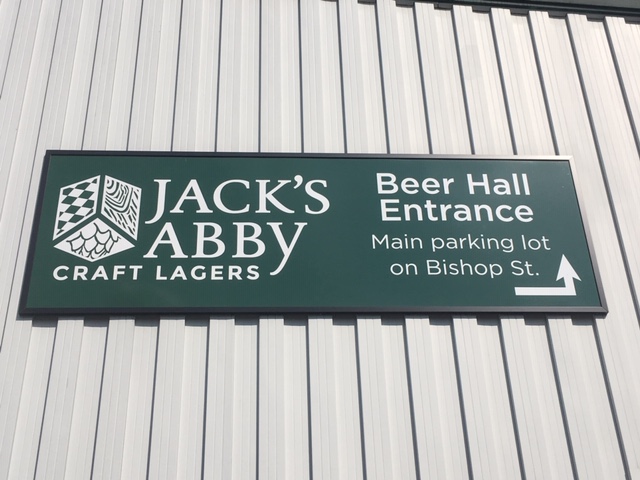 JACK'S
ABBY
CRAFT LAGERS
Beer Hall
Entrance
Main parking lot
on Bishop St.